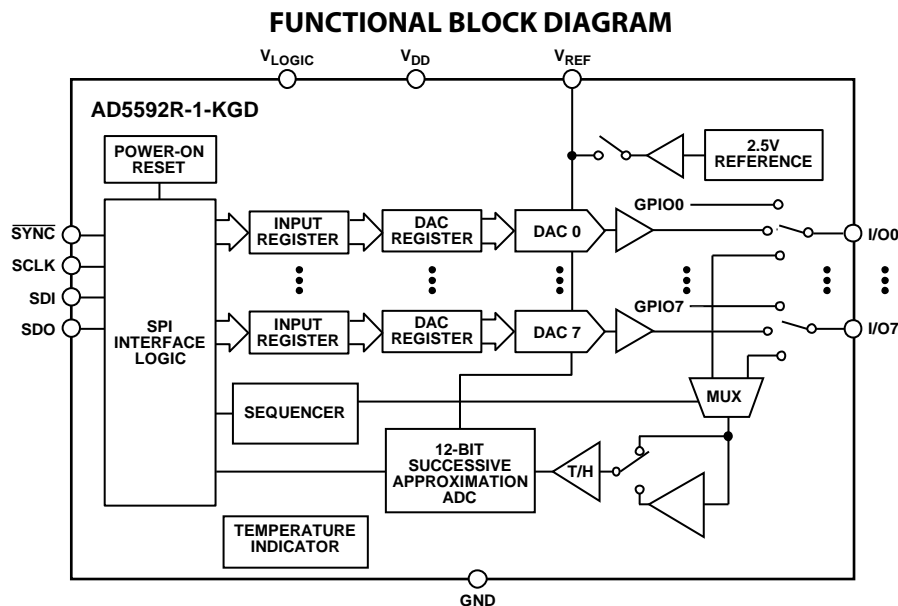 FUNCTIONAL BLOCK DIAGRAM
VLOGIC
VDD
VREF
AD5592R-1-KGD
POWER-ON
RESET
2.5V
REFERENCE
SYNC
SCLK
SDI
SDO
SPI
INTERFACE
LOGIC
INPUT
REGISTER
DAC
REGISTER
DAC 0
GPIO0
I/O0
INPUT
REGISTER
DAC
REGISTER
DAC 7
GPIO7
I/O7
SEQUENCER
MUX
12-BIT
SUCCESSIVE
APPROXIMATION
ADC
T/H
TEMPERATURE
INDICATOR
GND